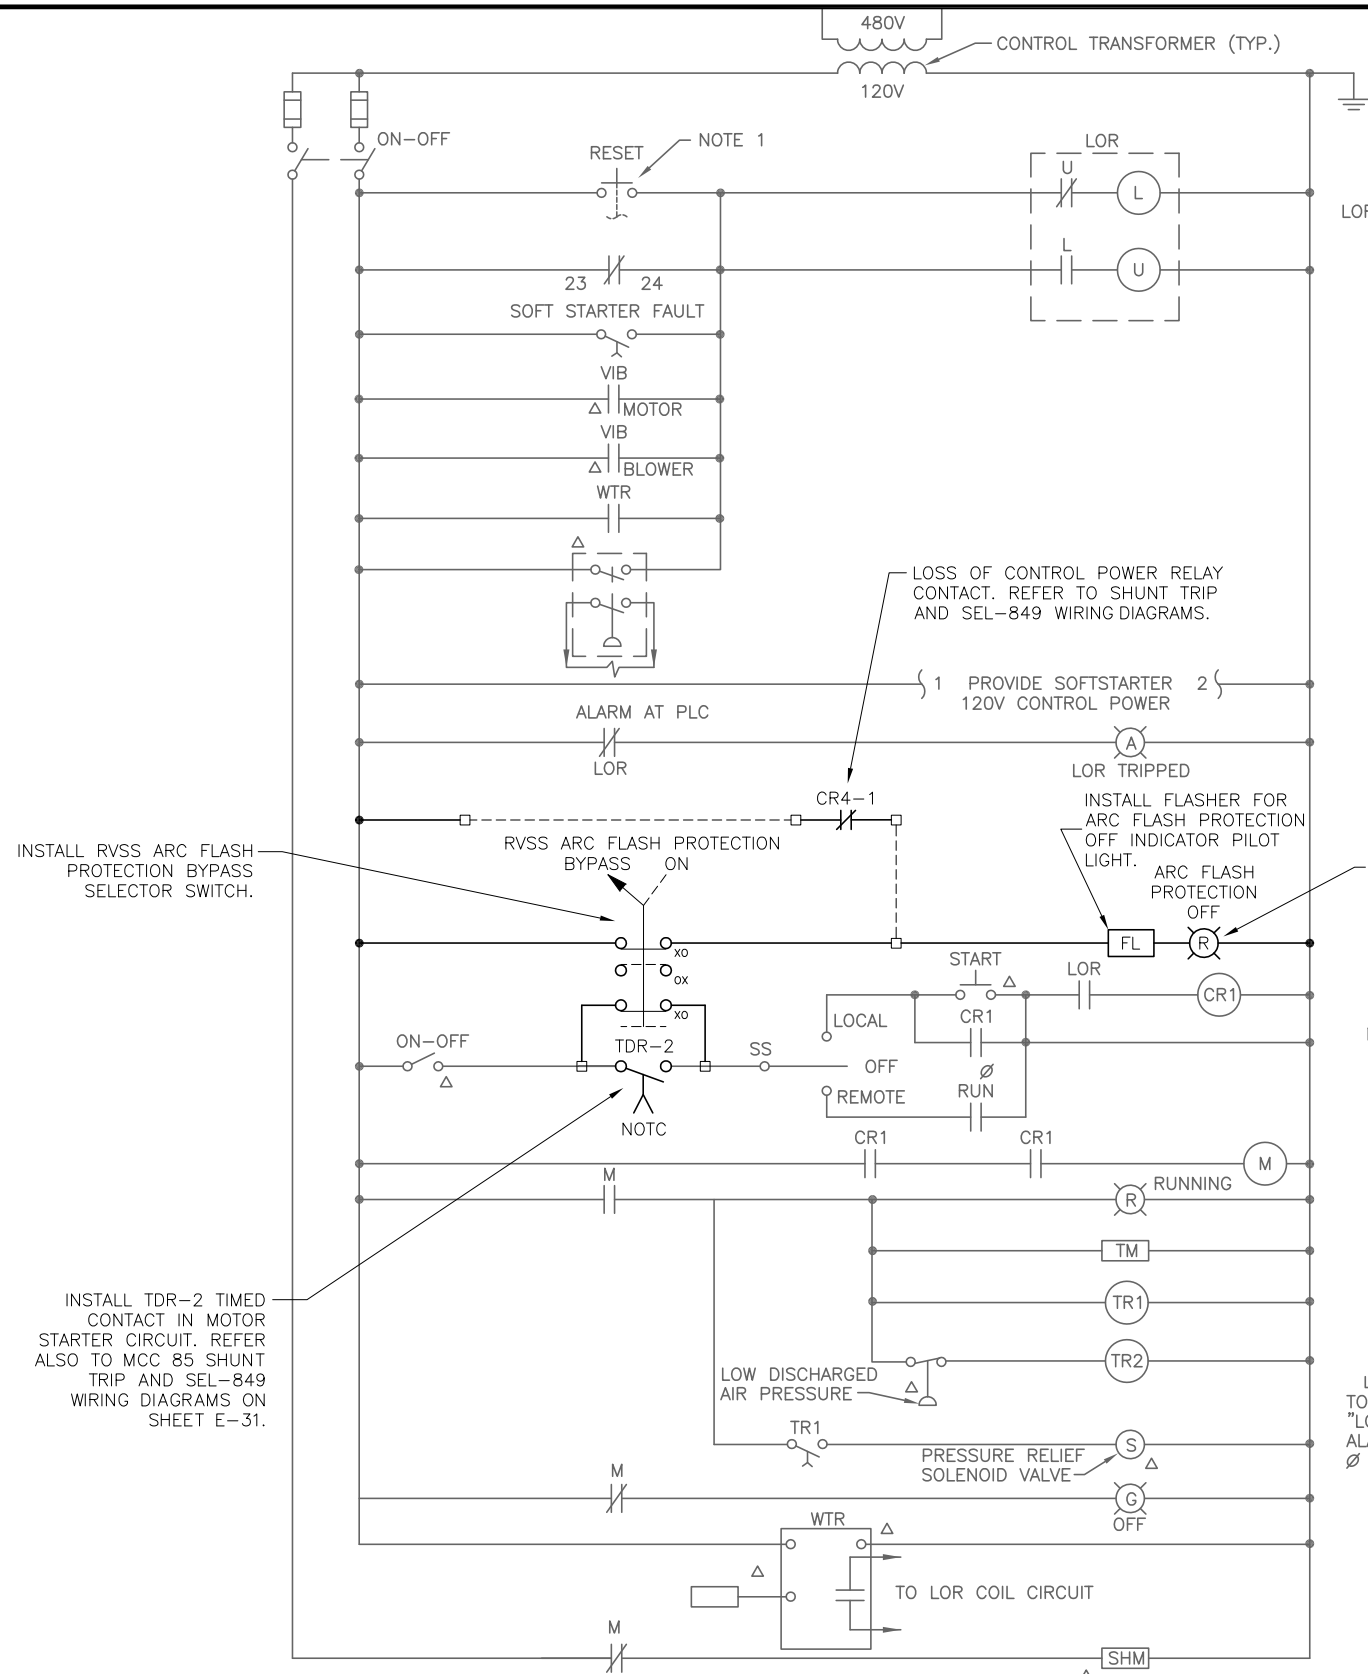 480V
CONTROL TRANSFORMER (TYP.)
120V
ON-OFF
RESET
NOTE 1
LOR
U
L
LOR
L
U
23 24
SOFT STARTER FAULT
VIB
△ MOTOR
VIB
△ BLOWER
WTR
△
LOSS OF CONTROL POWER RELAY
CONTACT. REFER TO SHUNT TRIP
AND SEL-849 WIRING DIAGRAMS.
1 PROVIDE SOFTSTARTER 2
120V CONTROL POWER
ALARM AT PLC
LOR
A
LOR TRIPPED
CR4-1
INSTALL FLASHER FOR
ARC FLASH PROTECTION
OFF INDICATOR PILOT
LIGHT.
INSTALL RVSS ARC FLASH
PROTECTION BYPASS
SELECTOR SWITCH.
RVSS ARC FLASH PROTECTION
BYPASS ON
ARC FLASH
PROTECTION
OFF
XO
FL
R
OX
START
△
LOR
CR1
XO
LOCAL
CR1
ON-OFF
△
TDR-2
SS
OFF
Ø
REMOTE
RUN
NOTC
CR1
CR1
M
M
R
RUNNING
TM
INSTALL TDR-2 TIMED
CONTACT IN MOTOR
STARTER CIRCUIT. REFER
ALSO TO MCC 85 SHUNT
TRIP AND SEL-849
WIRING DIAGRAMS ON
SHEET E-31.
TR1
TR2
LOW DISCHARGED
AIR PRESSURE
△
TR1
S
PRESSURE RELIEF
SOLENOID VALVE
△
TO
"LO
ALA
Ø
M
G
OFF
WTR
△
△
TO LOR COIL CIRCUIT
M
SHM